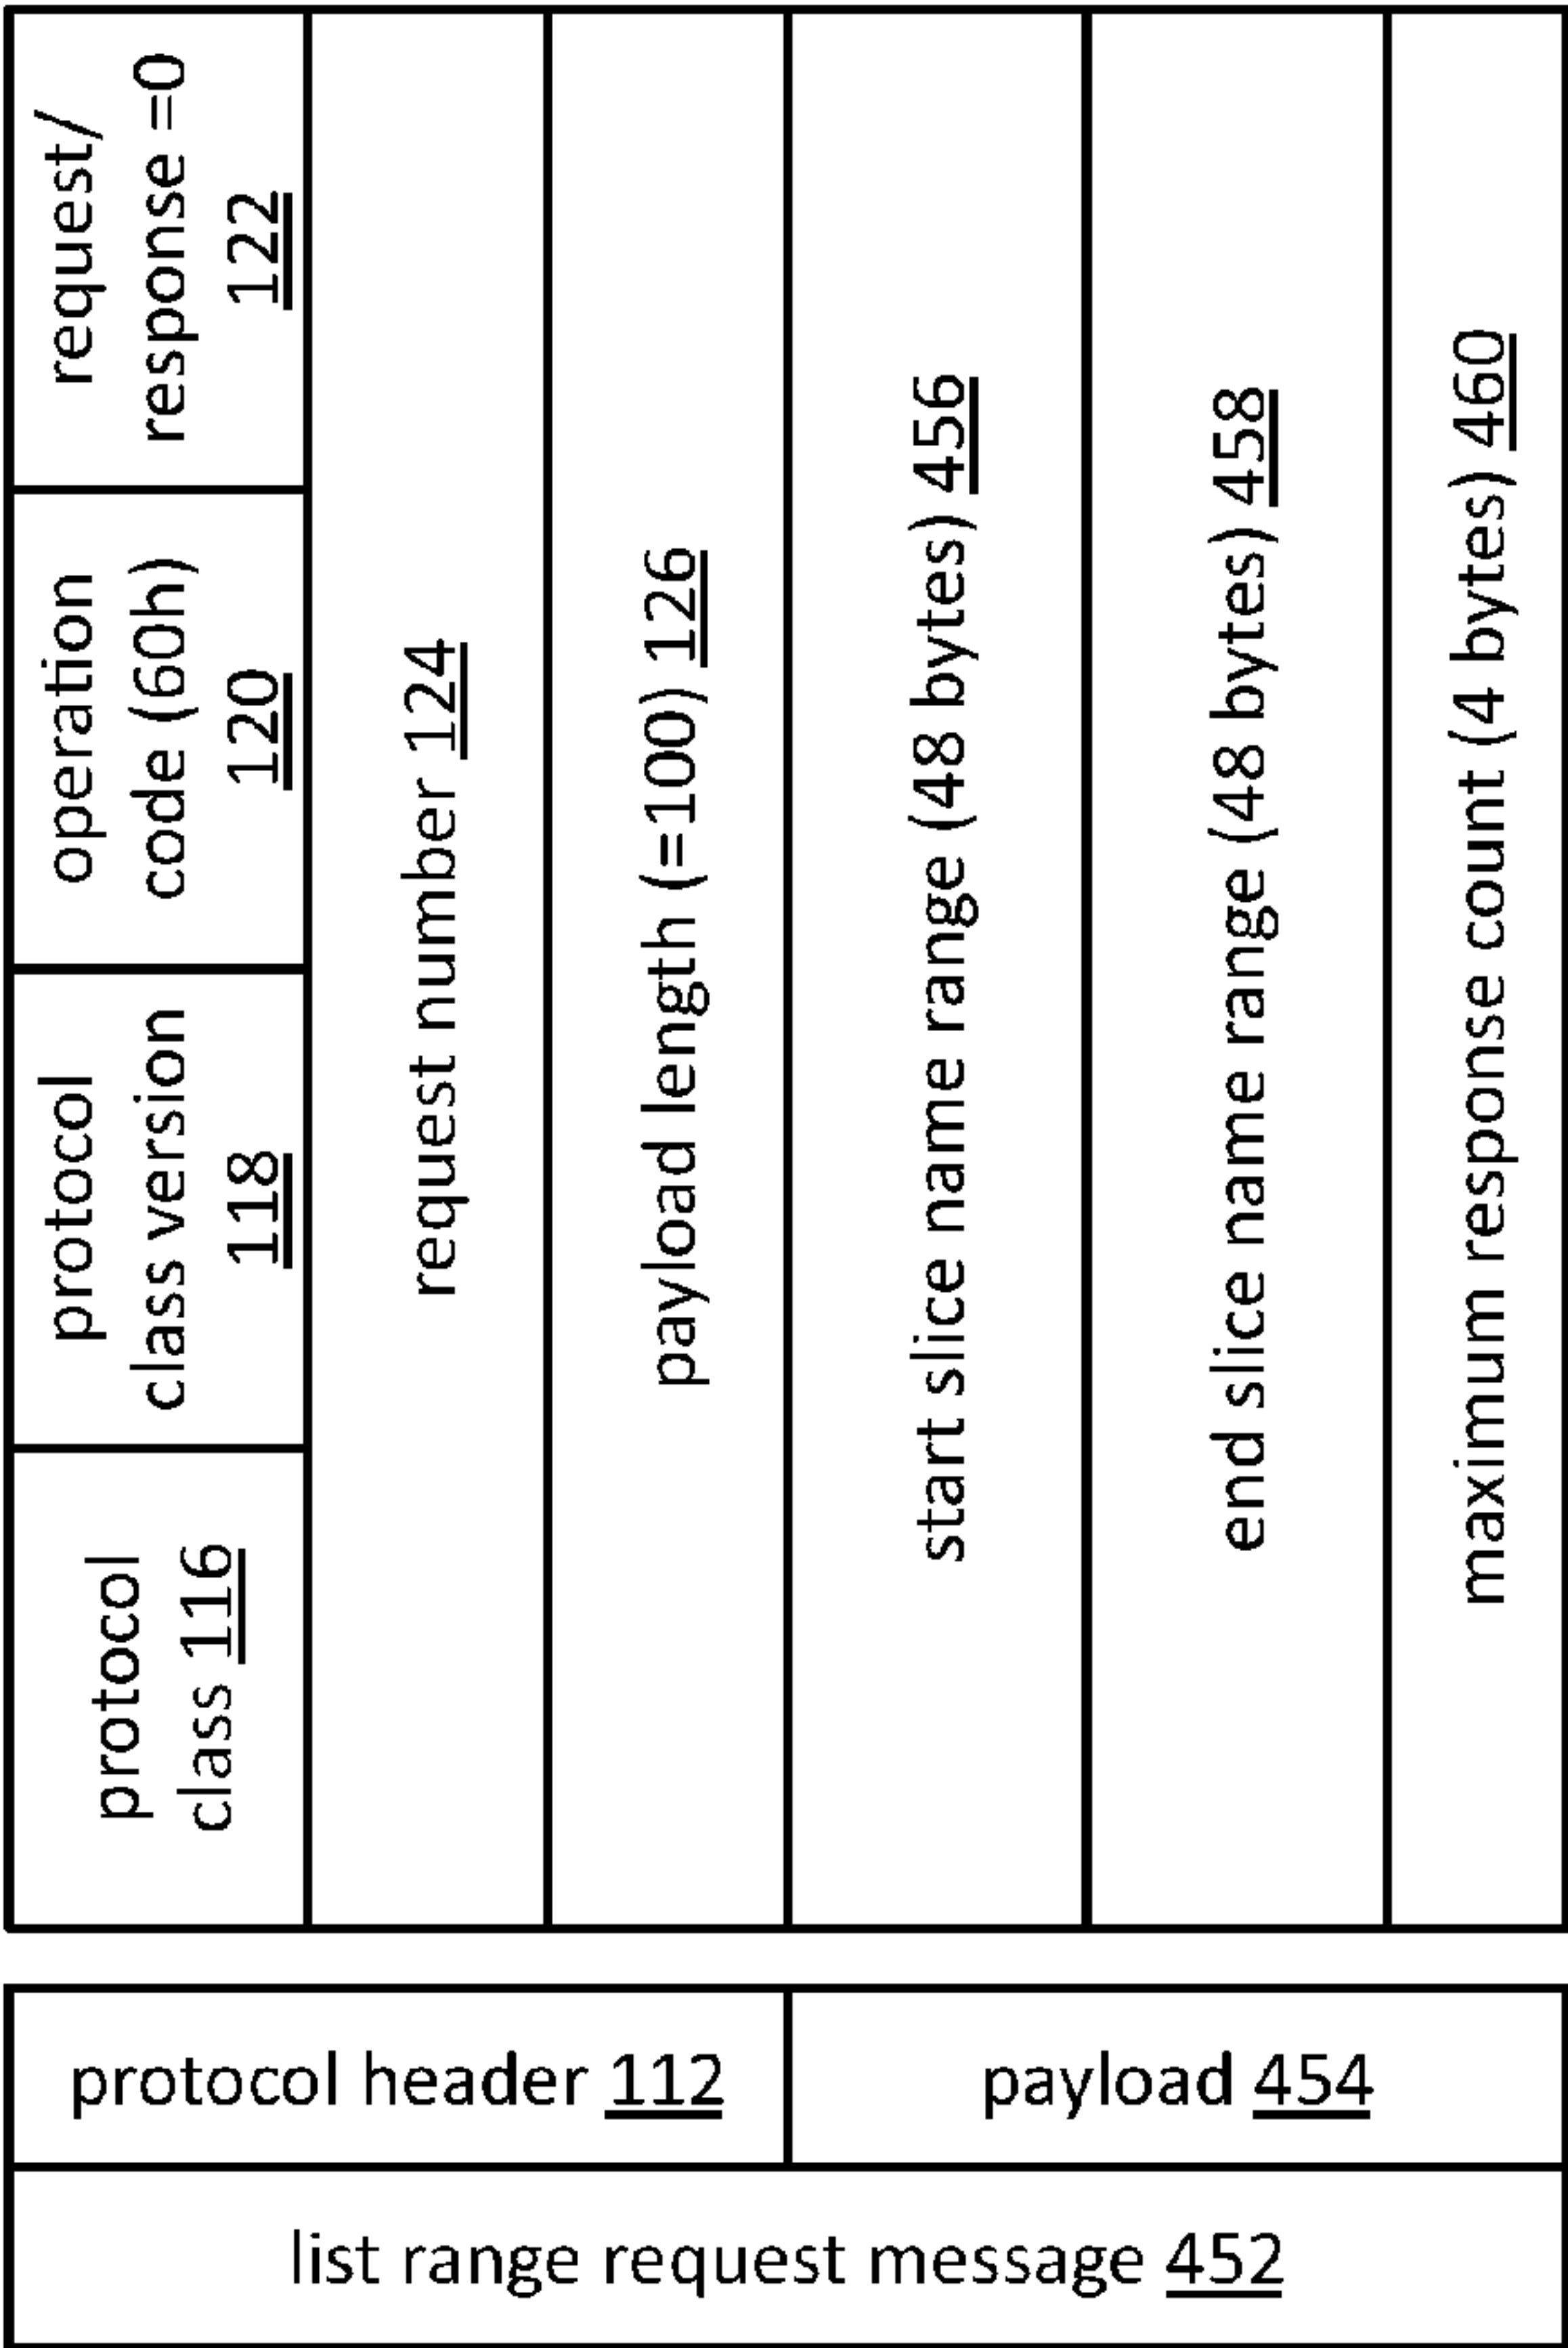 list range request message 452
protocol header 112
payload 454
protocol
class 116
protocol
class version
118
operation
code (60h)
120
request/
response =0
122
request number 124
payload length (=100) 126
start slice name range (48 bytes) 456
end slice name range (48 bytes) 458
maximum response count (4 bytes) 460